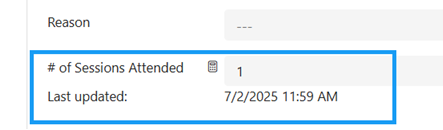 Reason ---
# of Sessions Attended 1
Last updated: 7/2/2025 11:59 AM